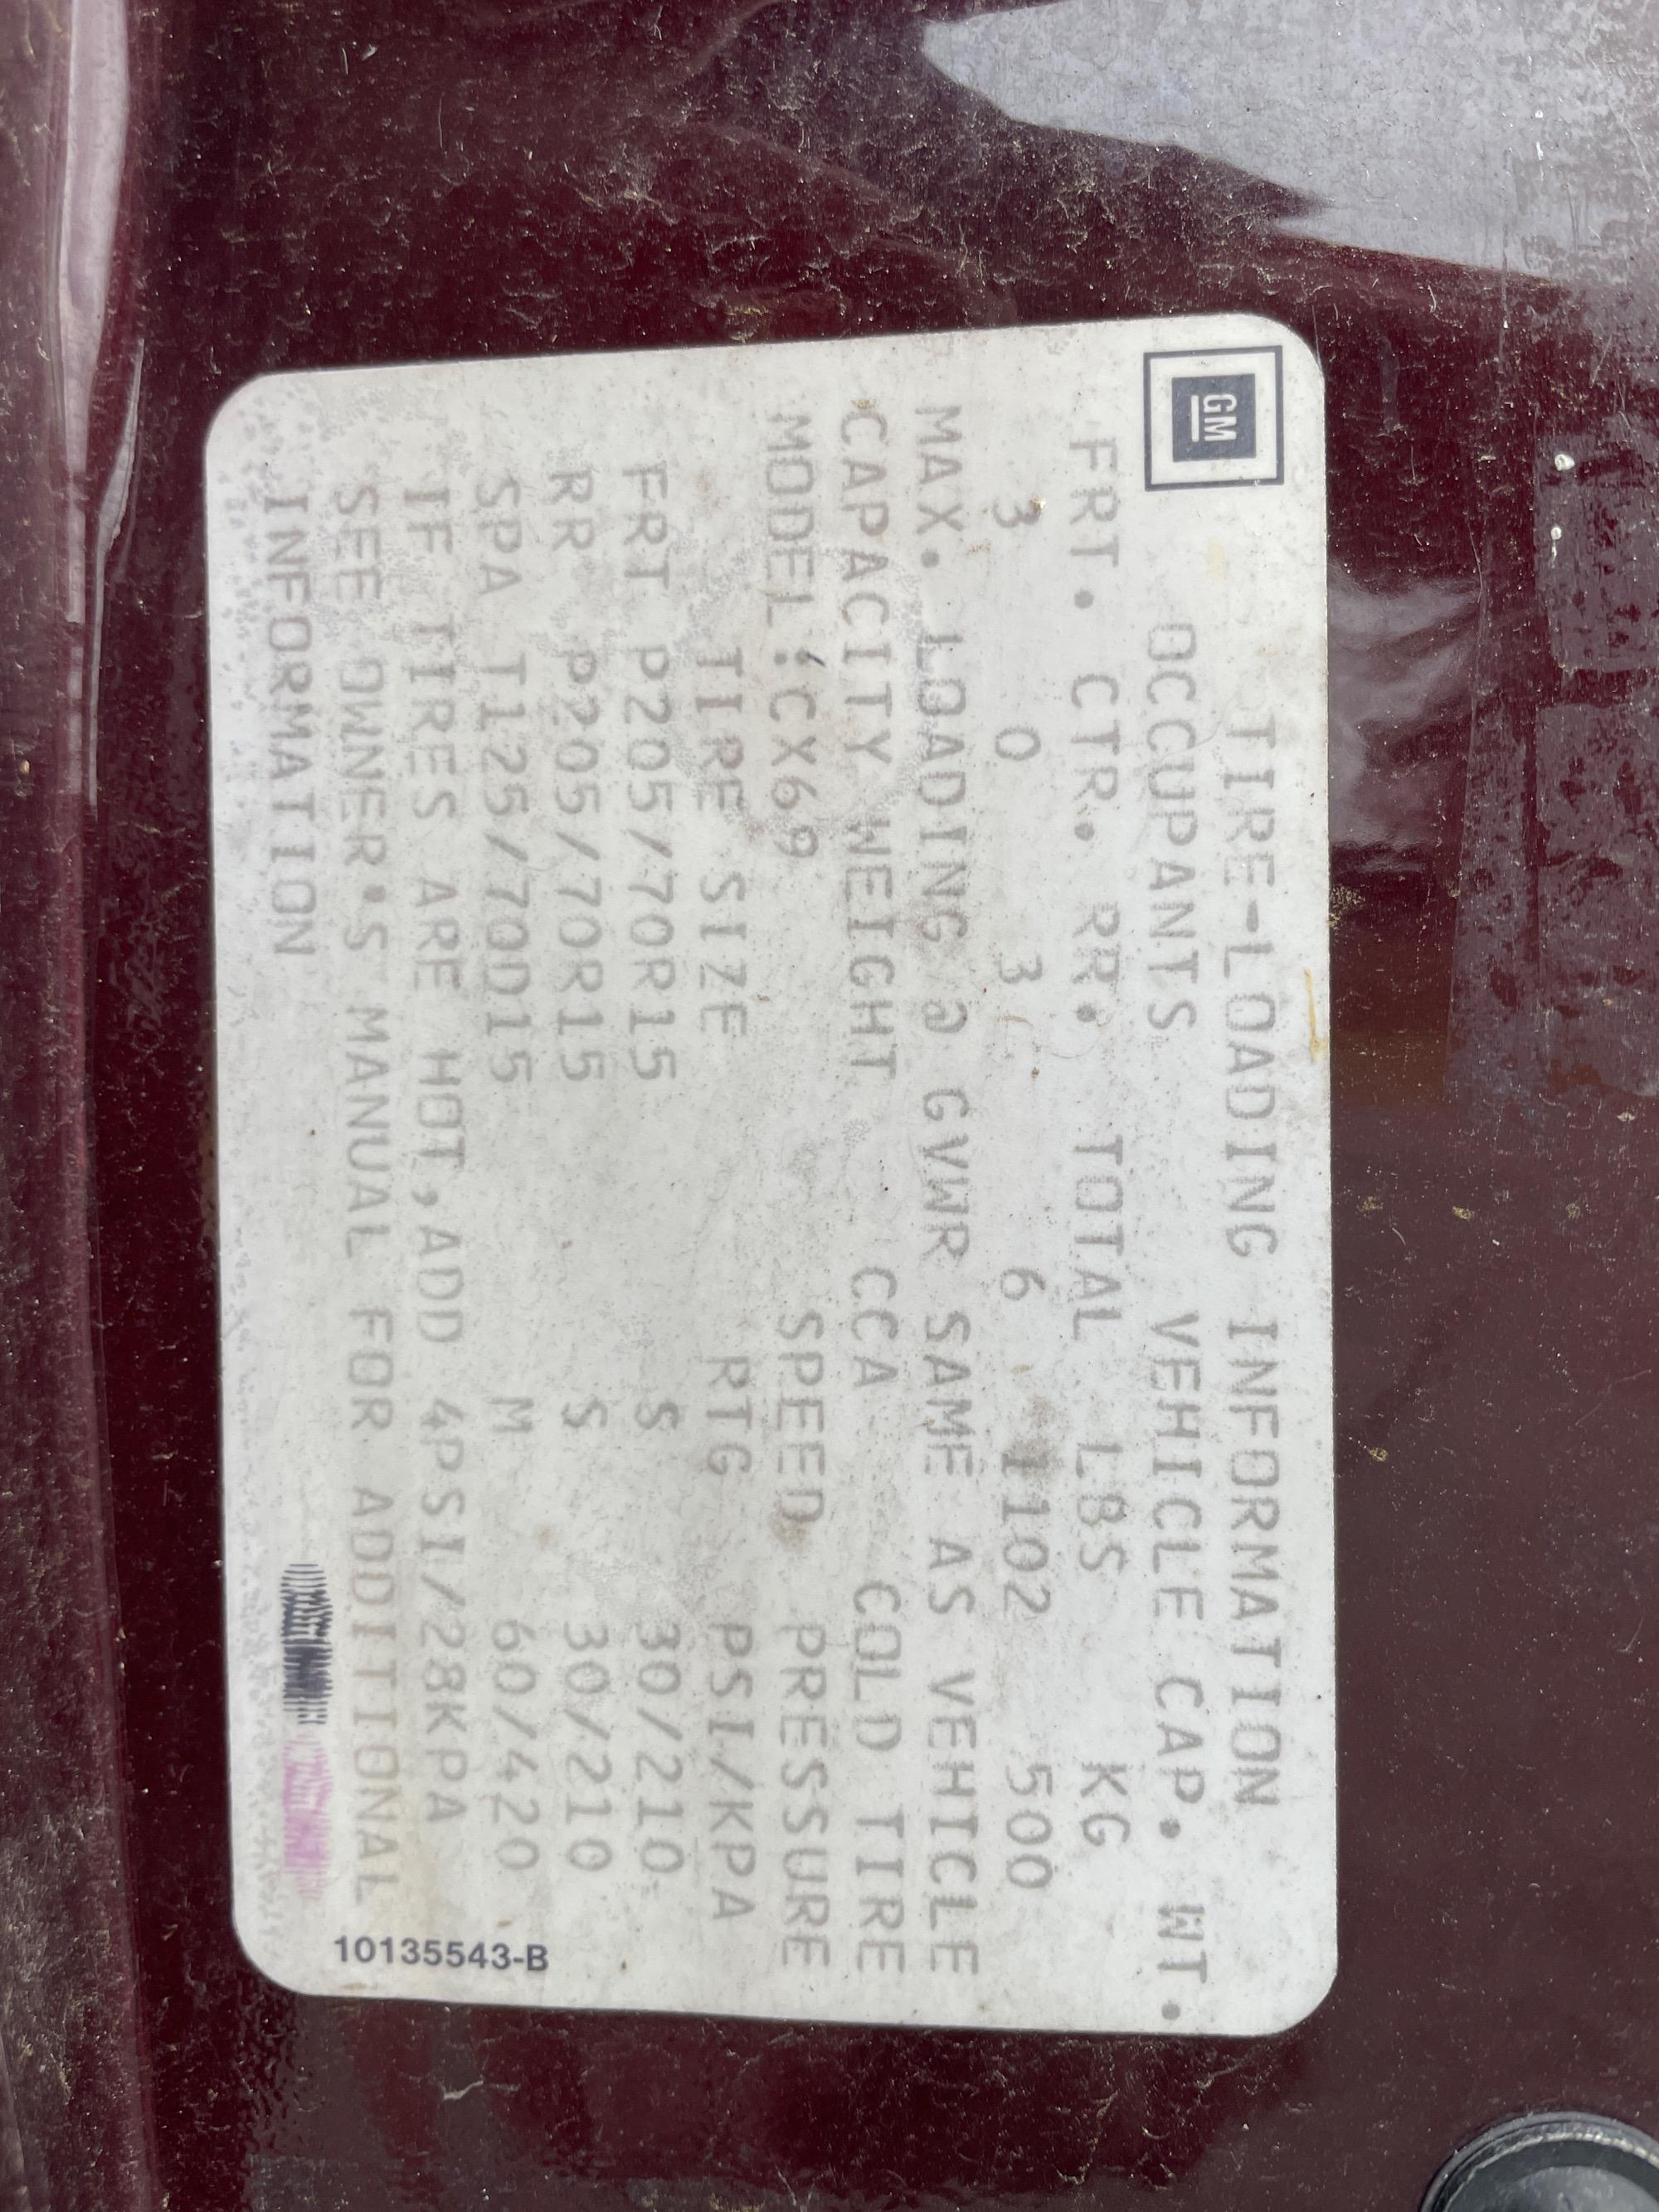 GM
TIRE-LOADING INFORMATION
OCCUPANTS VEHICLE CAP. WT.
FRT. CTR. RR. TOTAL LBS KG
3 0 3 6 1102 500
MAX. LOADING @ GVWR SAME AS VEHICLE
CAPACITY WEIGHT CCA COLD TIRE
MODEL:CX69 SPEED PRESSURE
TIRE SIZE RTG PSI/KPA
FRT P205/70R15 S 30/210
RR P205/70R15 S 30/210
SPA T125/70D15 M 60/420
IF TIRES ARE HOT,ADD 4PSI/28KPA
SEE OWNER'S MANUAL FOR ADDITIONAL
INFORMATION
10135543-B